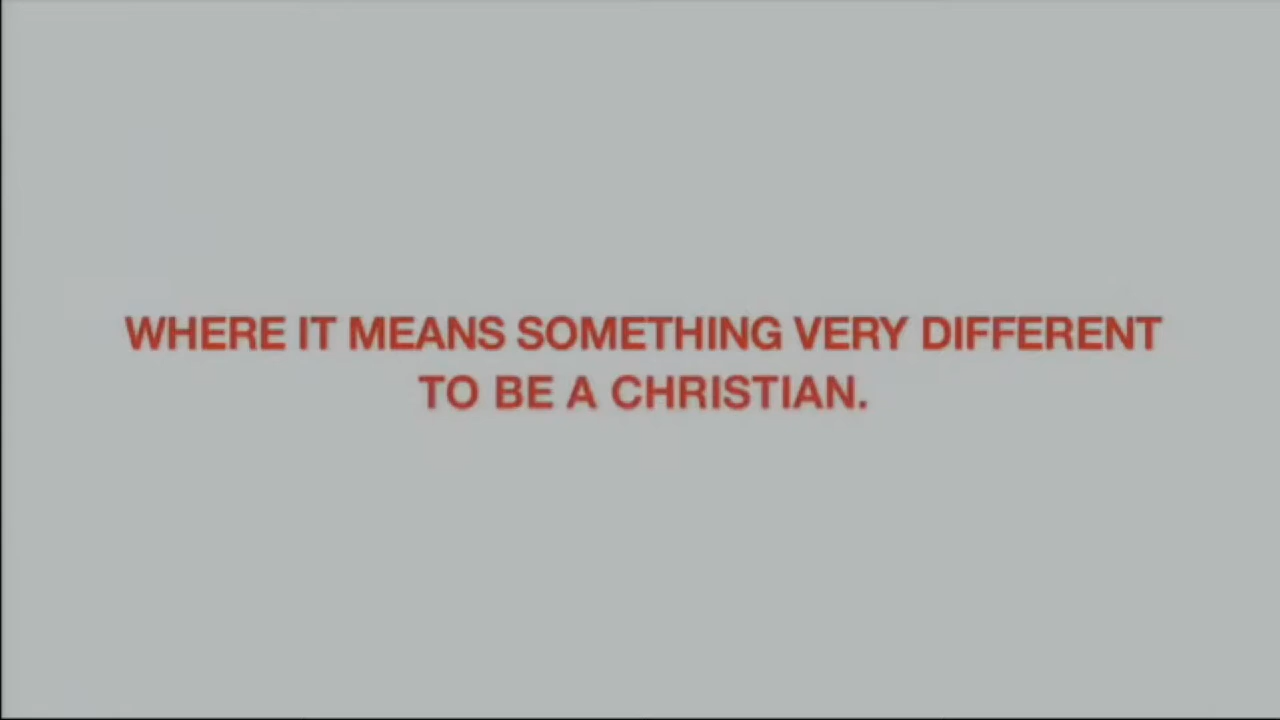 WHERE IT MEANS SOMETHING VERY DIFFERENT
TO BE A CHRISTIAN.